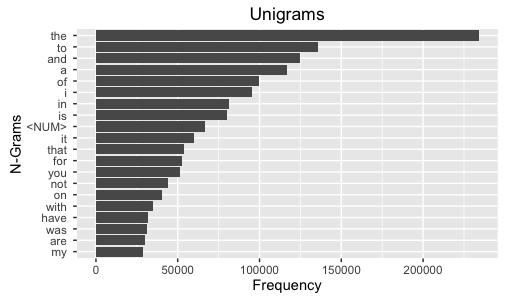 Unigrams
N-Grams
the
to
and
a
of
i
in
is
<NUM>
it
that
for
you
not
on
with
have
was
are
my
0 50000 100000 150000 200000
Frequency